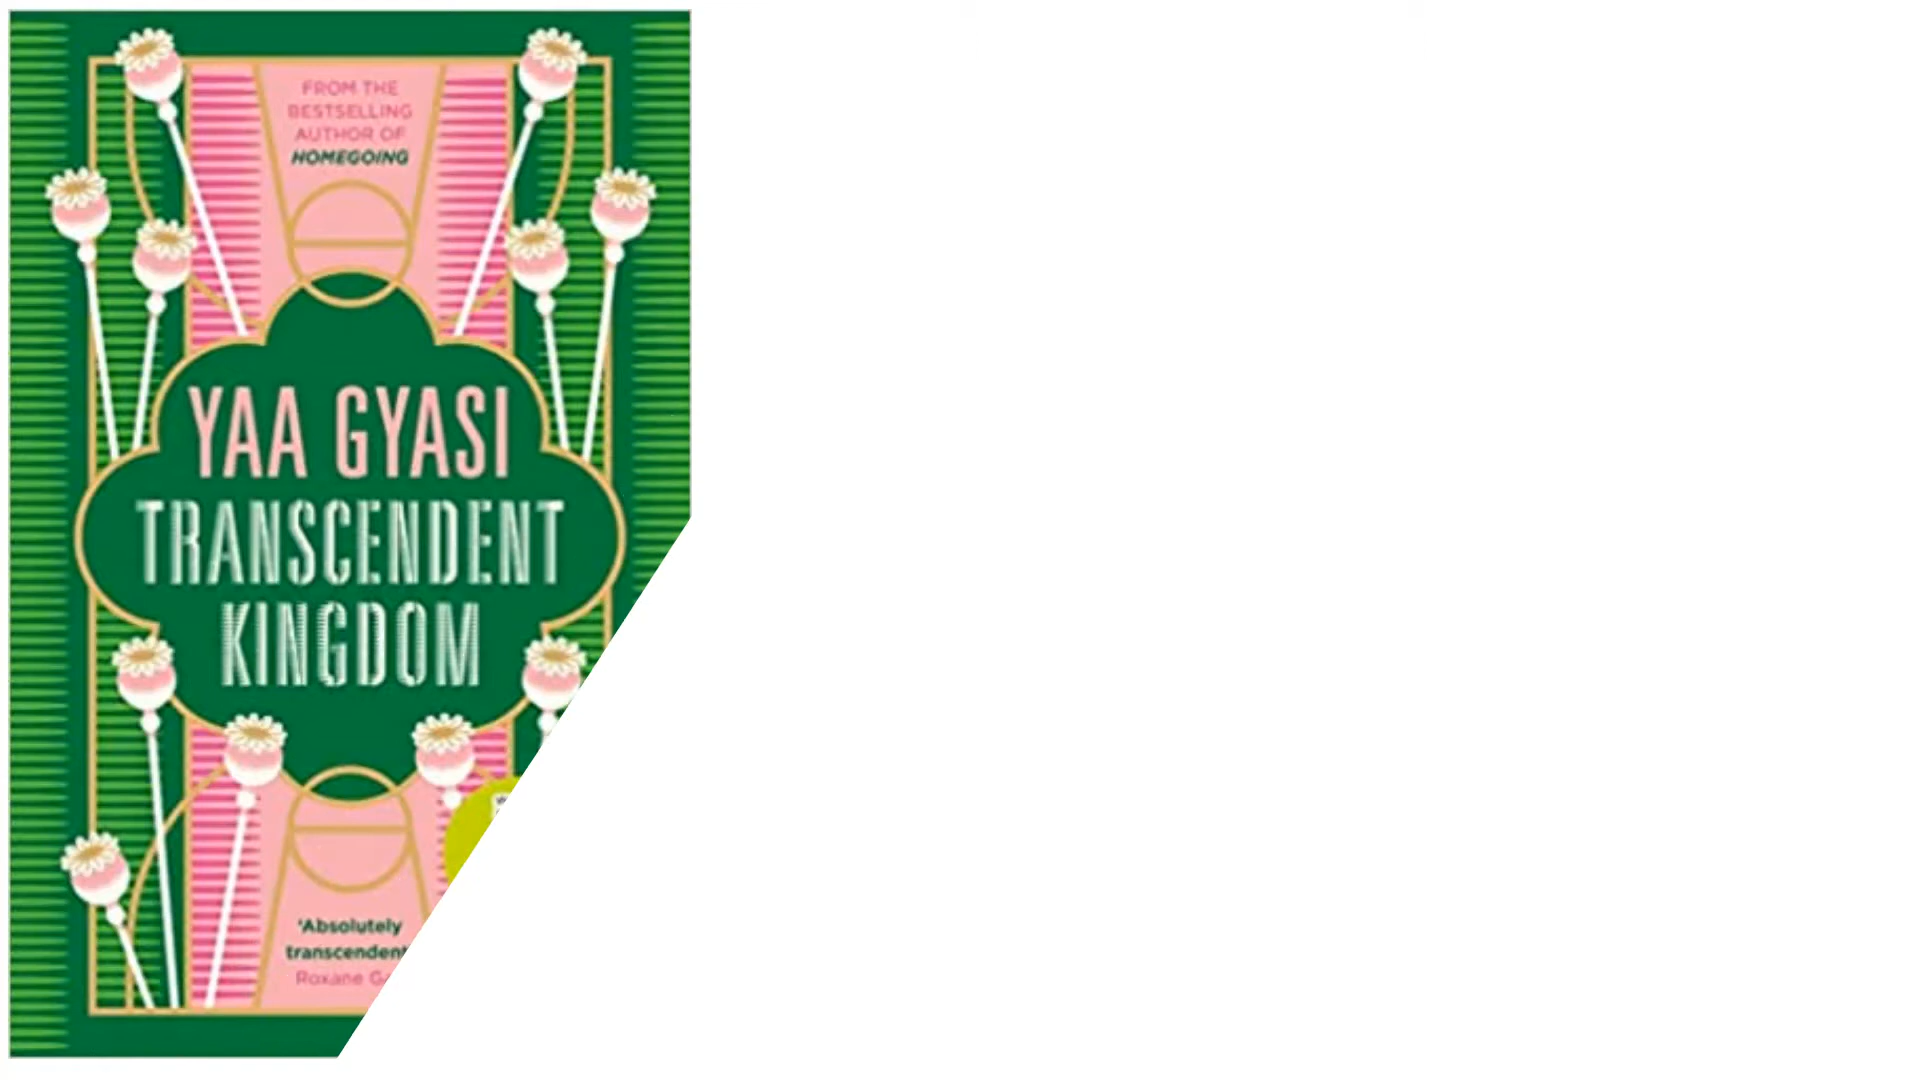 FROM THE
BESTSELLING
AUTHOR OF
HOMEGOING
YAA GYASI
TRANSCENDENT
KINGDOM
'Absolutely
transcendent
Roxane